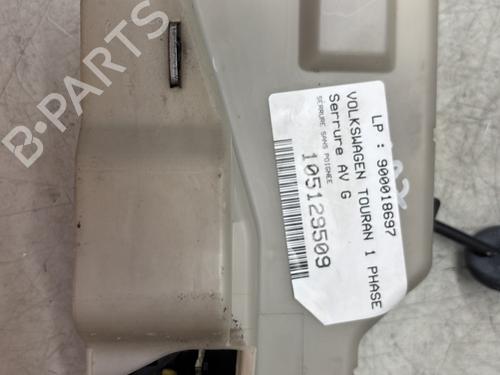 B-PARTS
LP : 900018697
VOLKSWAGEN TOURAN 1 PHASE
Serrure AV G
SERRURE SANS POIGNEE
105129509